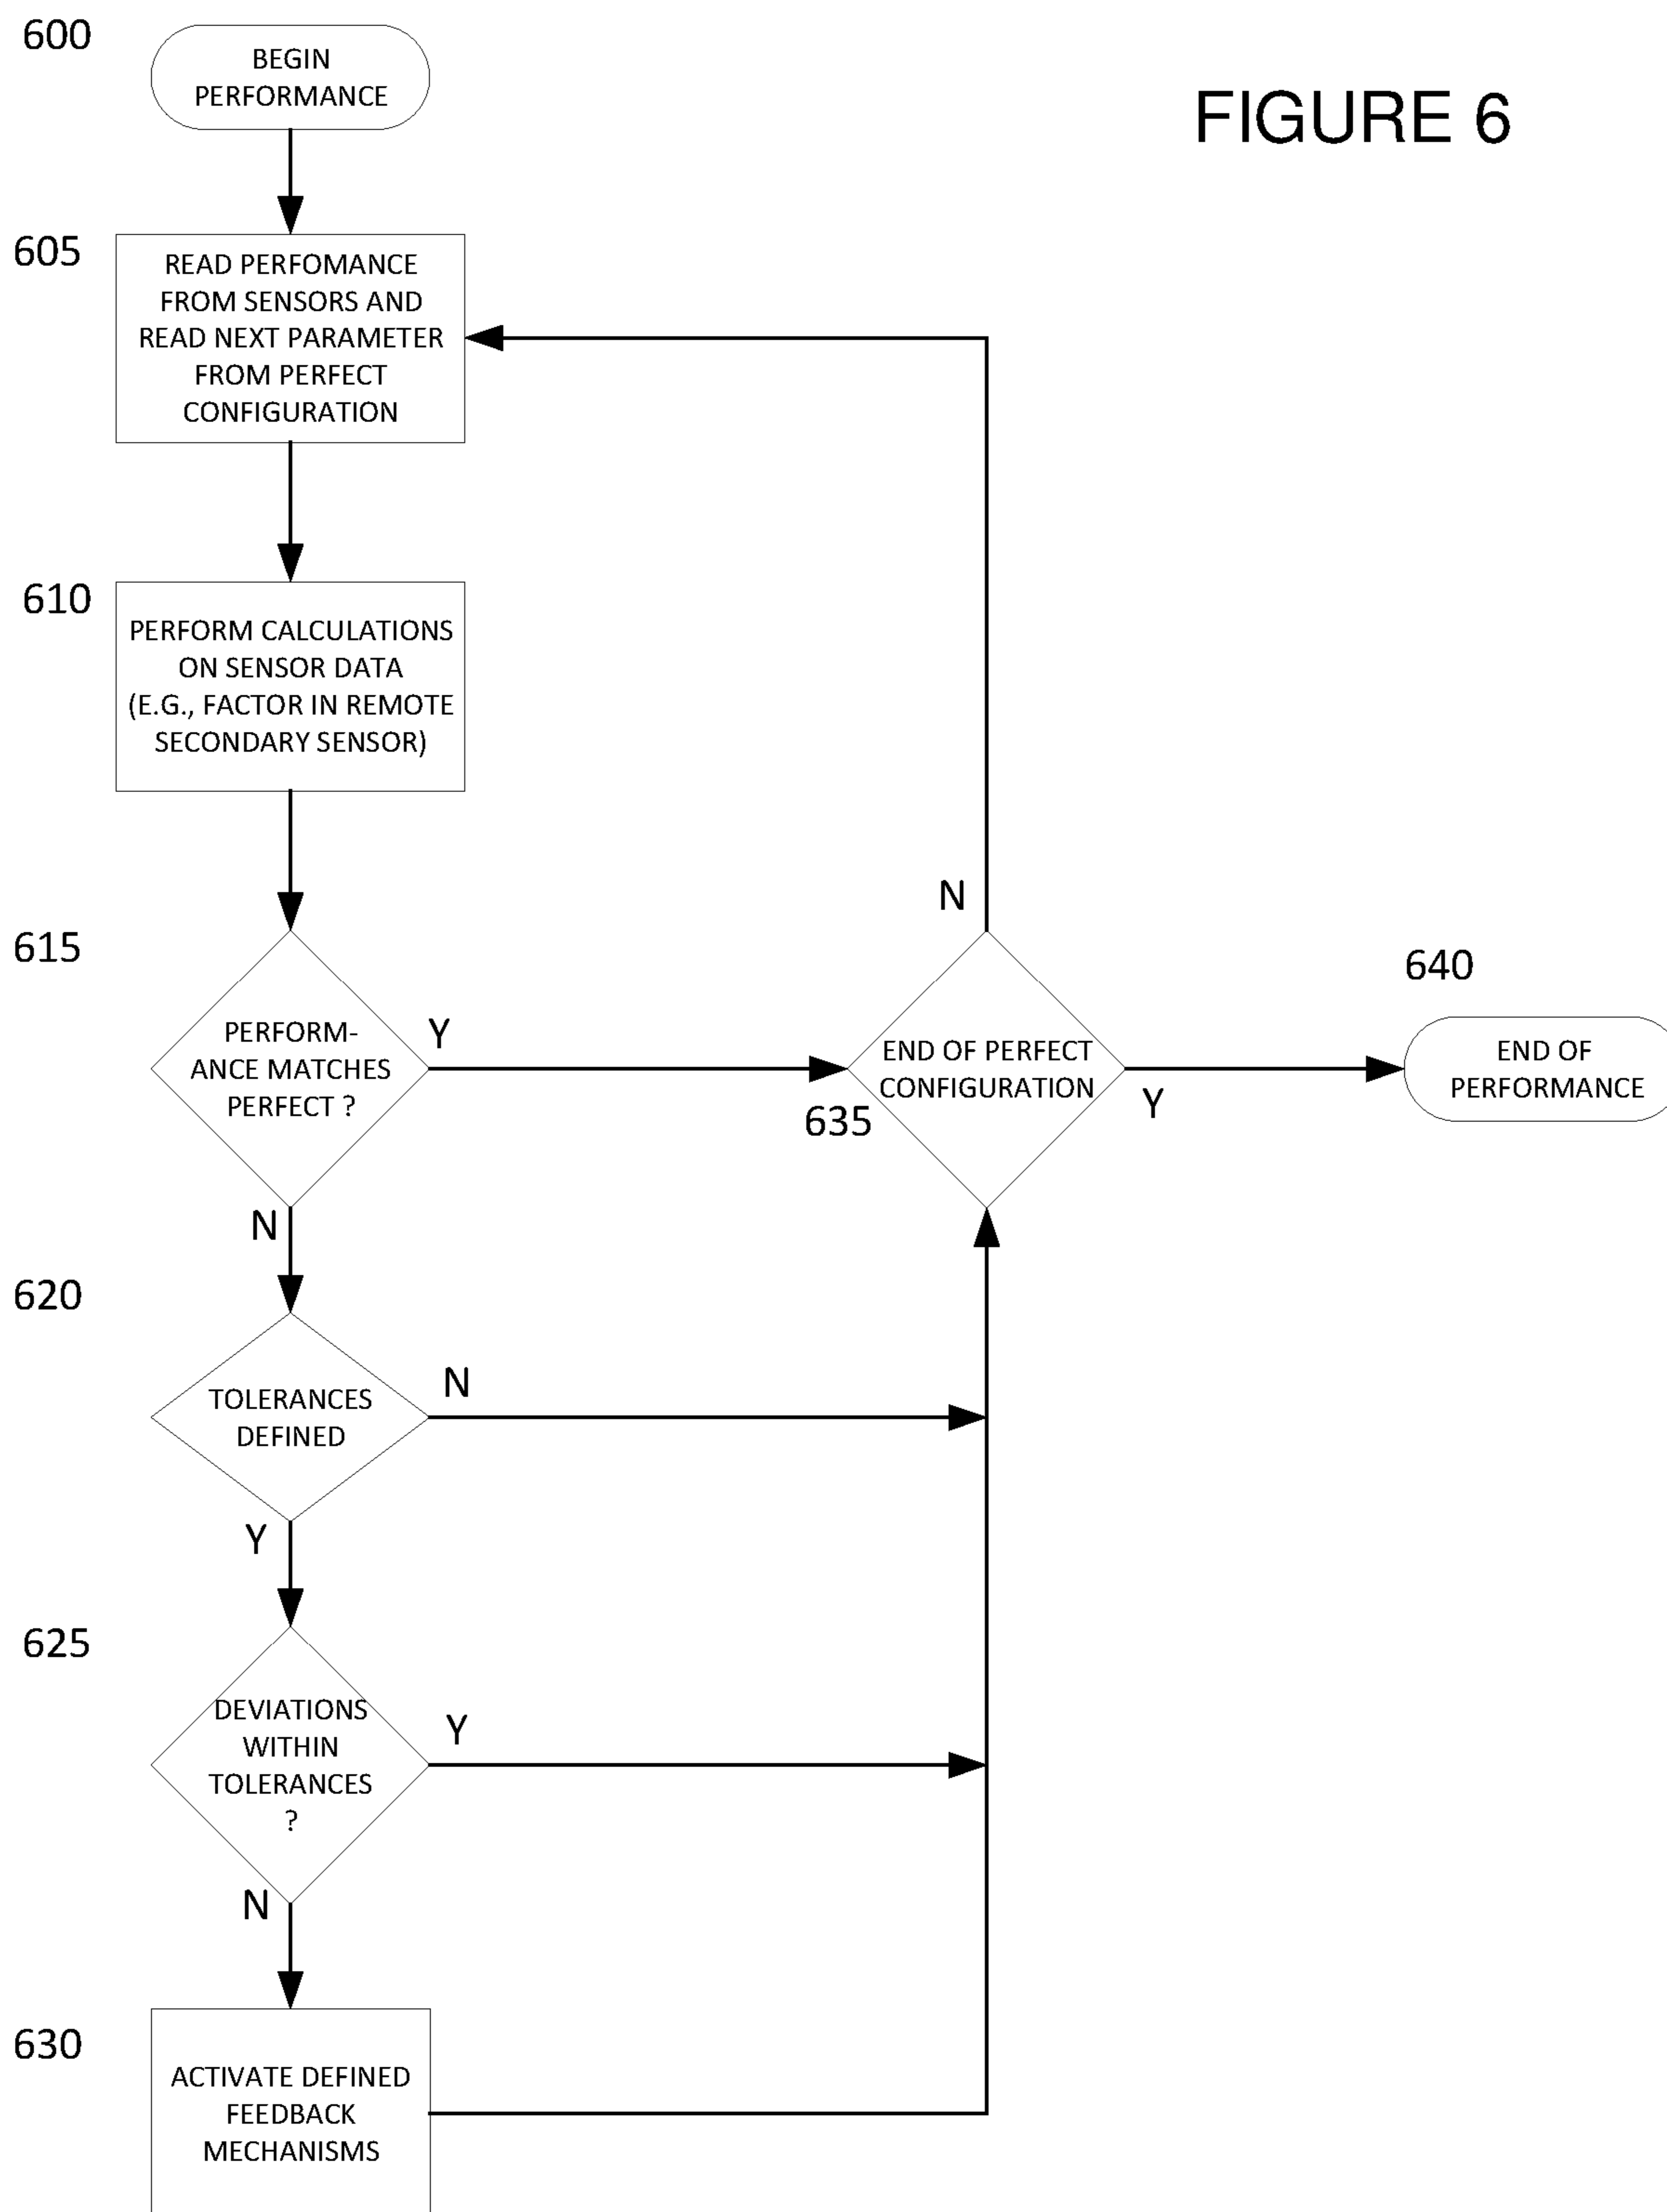 600
BEGIN
PERFORMANCE
FIGURE 6
605
READ PERFOMANCE
FROM SENSORS AND
READ NEXT PARAMETER
FROM PERFECT
CONFIGURATION
610
PERFORM CALCULATIONS
ON SENSOR DATA
(E.G., FACTOR IN REMOTE
SECONDARY SENSOR)
615
PERFORM-
ANCE MATCHES
PERFECT ?
Y
N
N
635
END OF PERFECT
CONFIGURATION
Y
640
END OF
PERFORMANCE
620
TOLERANCES
DEFINED
N
Y
625
DEVIATIONS
WITHIN
TOLERANCES
?
Y
N
630
ACTIVATE DEFINED
FEEDBACK
MECHANISMS